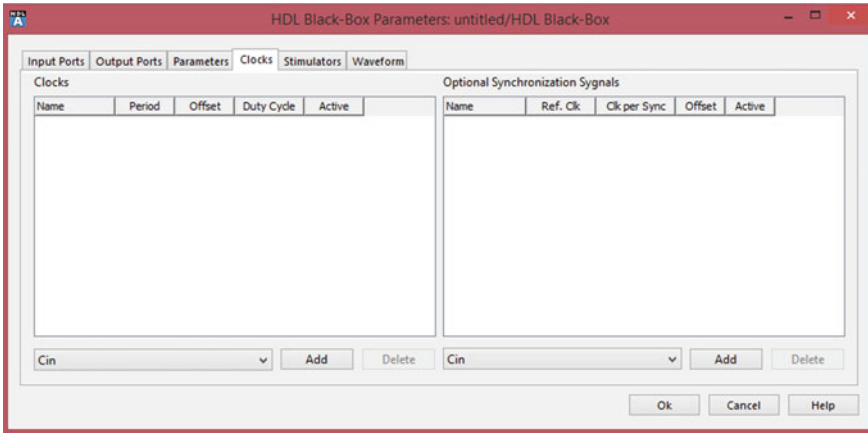 HDL
A
HDL Black-Box Parameters: untitled/HDL Black-Box
Input Ports Output Ports Parameters Clocks Stimulators Waveform
Clocks
Name Period Offset Duty Cycle Active
Cin Add Delete
Optional Synchronization Sygnals
Name Ref. Clk Clk per Sync Offset Active
Cin Add Delete
Ok Cancel Help